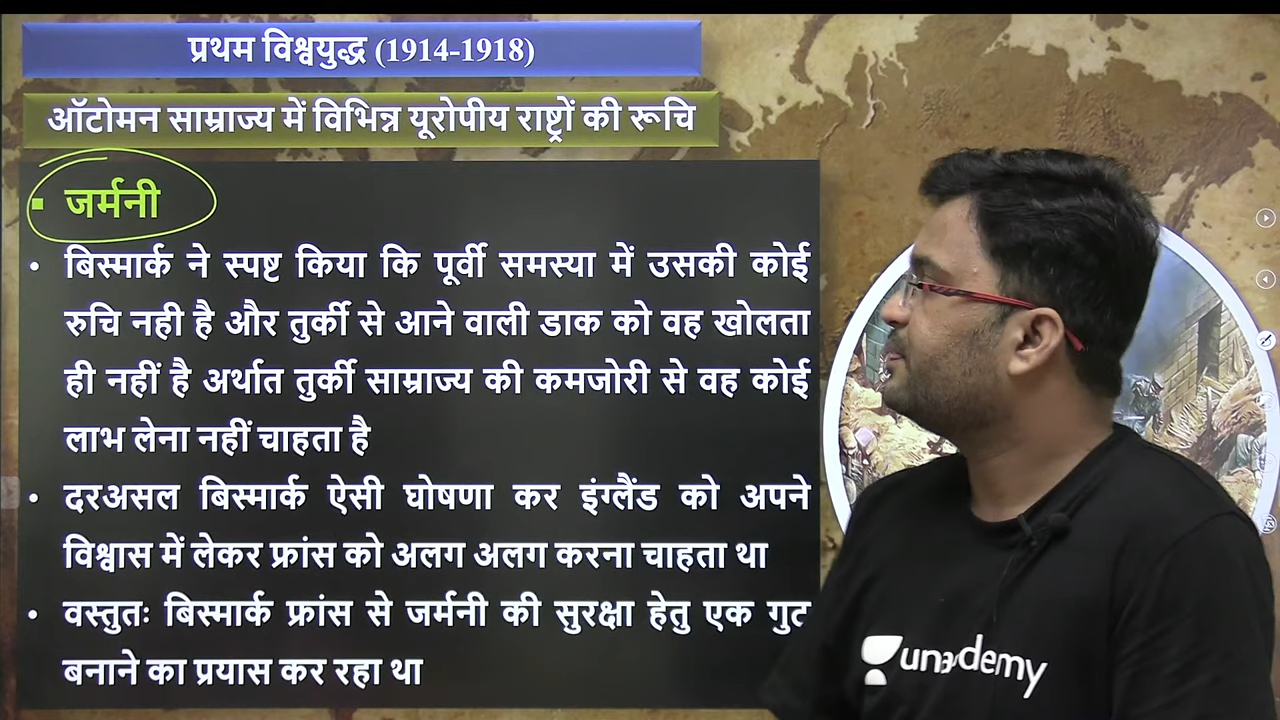 प्रथम विश्वयुद्ध (1914-1918)
ऑटोमन साम्राज्य में विभिन्न यूरोपीय राष्ट्रों की रूचि
▪ जर्मनी
• बिस्मार्क ने स्पष्ट किया कि पूर्वी समस्या में उसकी कोई
रुचि नही है और तुर्की से आने वाली डाक को वह खोलता
ही नहीं है अर्थात तुर्की साम्राज्य की कमजोरी से वह कोई
लाभ लेना नहीं चाहता है
• दरअसल बिस्मार्क ऐसी घोषणा कर इंग्लैंड को अपने
विश्वास में लेकर फ्रांस को अलग अलग करना चाहता था
• वस्तुतः बिस्मार्क फ्रांस से जर्मनी की सुरक्षा हेतु एक गुट
बनाने का प्रयास कर रहा था
unacademy